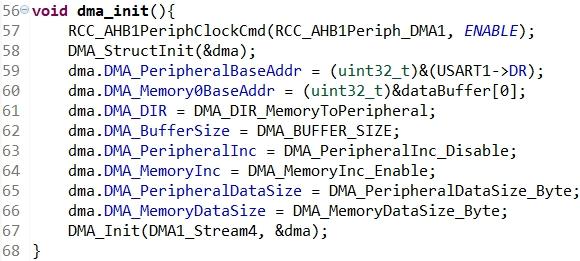 56 void dma_init(){
57 RCC_AHB1PeriphClockCmd(RCC_AHB1Periph_DMA1, ENABLE);
58 DMA_StructInit(&dma);
59 dma.DMA_PeripheralBaseAddr = (uint32_t)&(USART1->DR);
60 dma.DMA_Memory0BaseAddr = (uint32_t)&dataBuffer[0];
61 dma.DMA_DIR = DMA_DIR_MemoryToPeripheral;
62 dma.DMA_BufferSize = DMA_BUFFER_SIZE;
63 dma.DMA_PeripheralInc = DMA_PeripheralInc_Disable;
64 dma.DMA_MemoryInc = DMA_MemoryInc_Enable;
65 dma.DMA_PeripheralDataSize = DMA_PeripheralDataSize_Byte;
66 dma.DMA_MemoryDataSize = DMA_MemoryDataSize_Byte;
67 DMA_Init(DMA1_Stream4, &dma);
68 }